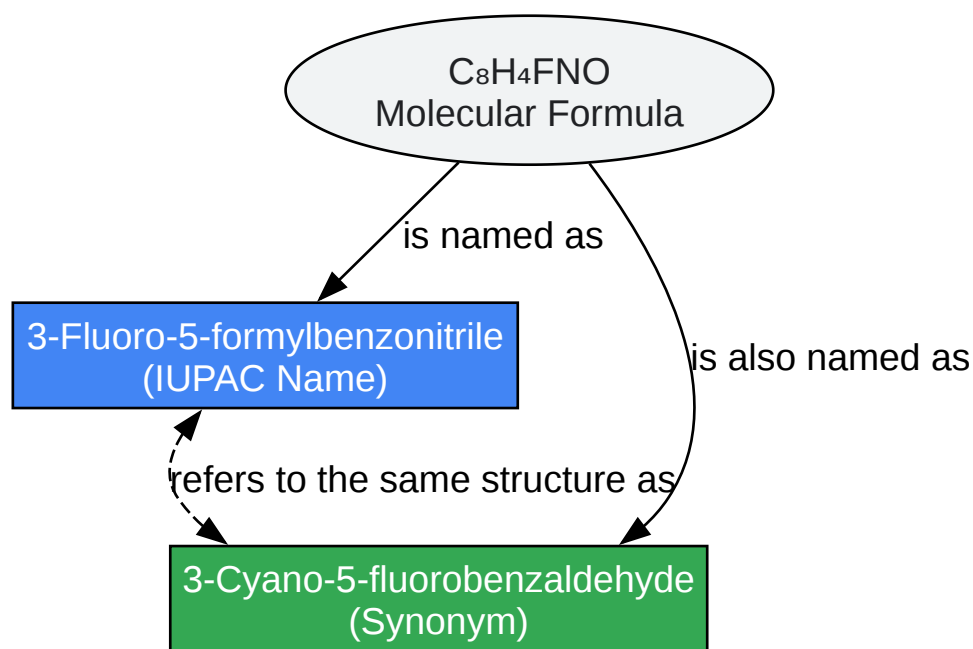 C₈H₄FNO
Molecular Formula
is named as
3-Fluoro-5-formylbenzonitrile
(IUPAC Name)
is also named as
refers to the same structure as
3-Cyano-5-fluorobenzaldehyde
(Synonym)